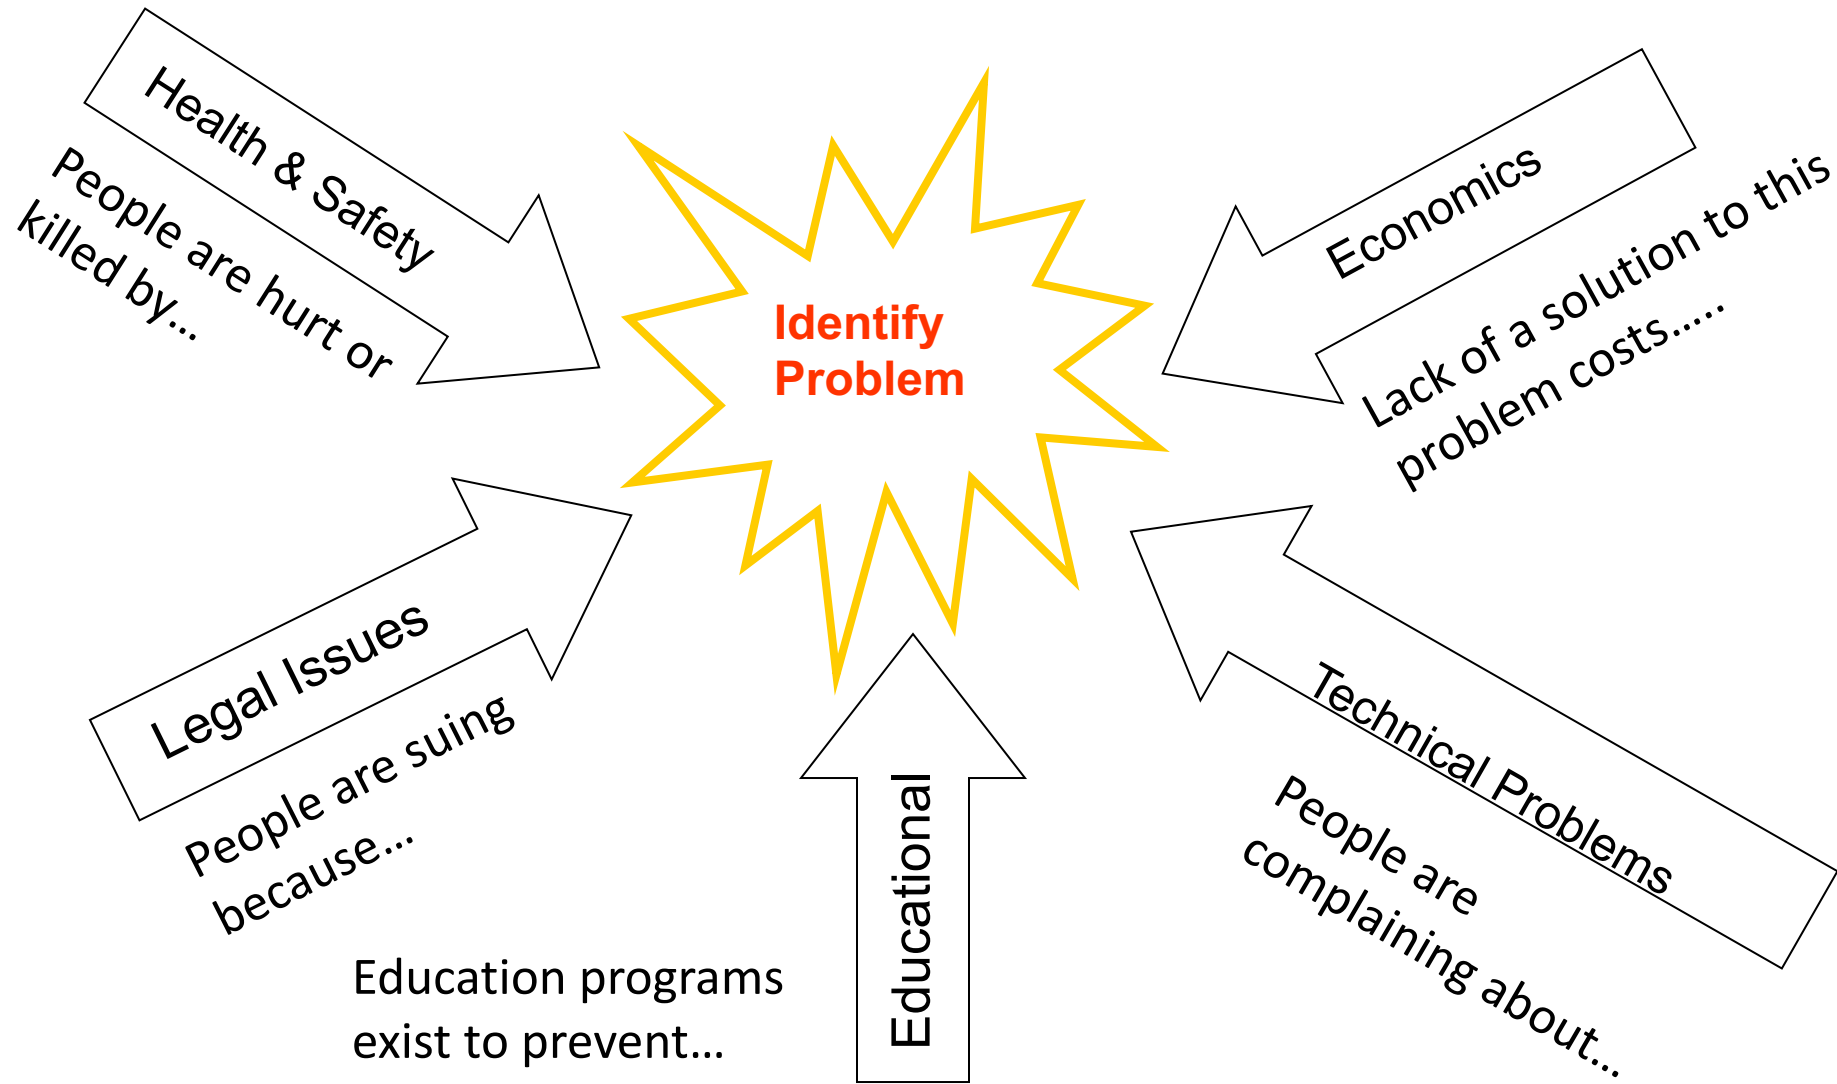 Health & Safety
People are hurt or
killed by...
Economics
Lack of a solution to this
problem costs.....
Identify
Problem
Legal Issues
People are suing
because...
Educational
Education programs
exist to prevent...
Technical Problems
People are
complaining about...